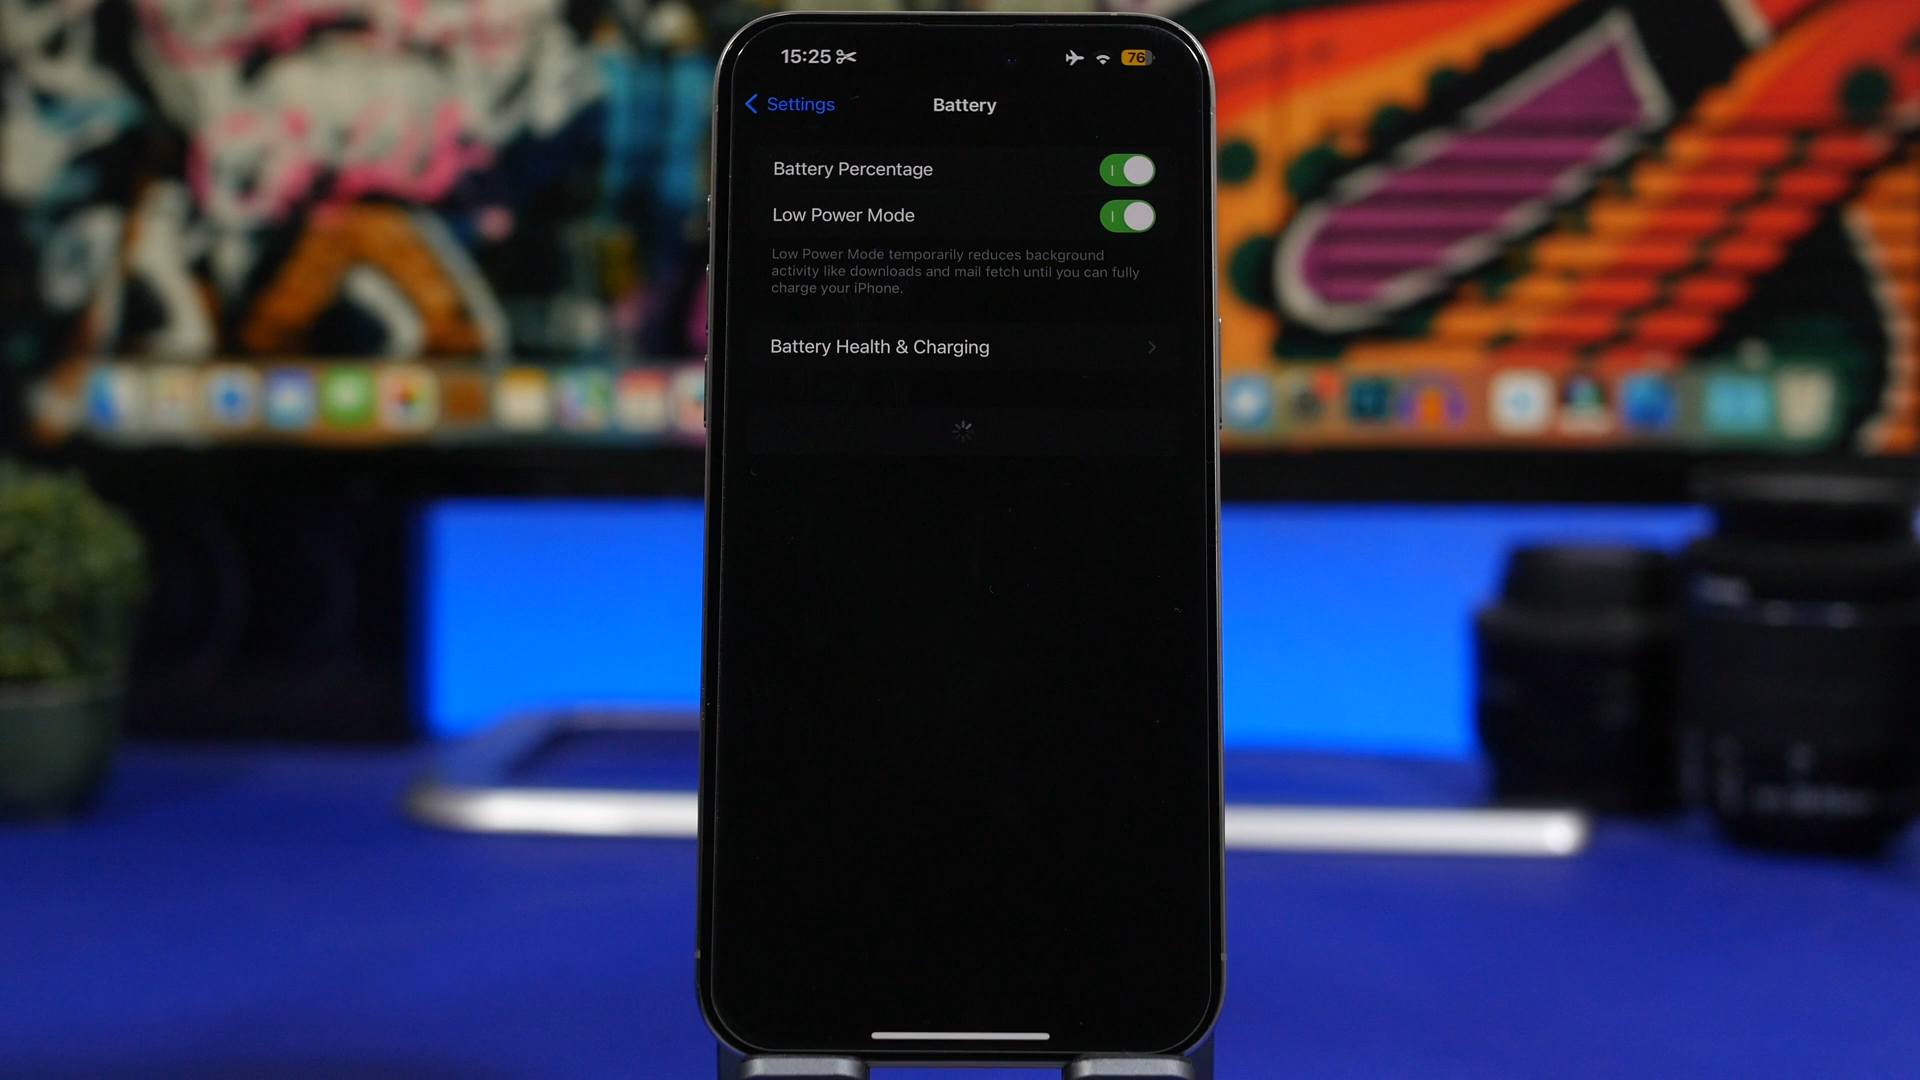 15:25
76
Settings
Battery
Battery Percentage
Low Power Mode
Low Power Mode temporarily reduces background
activity like downloads and mail fetch until you can fully
charge your iPhone.
Battery Health & Charging